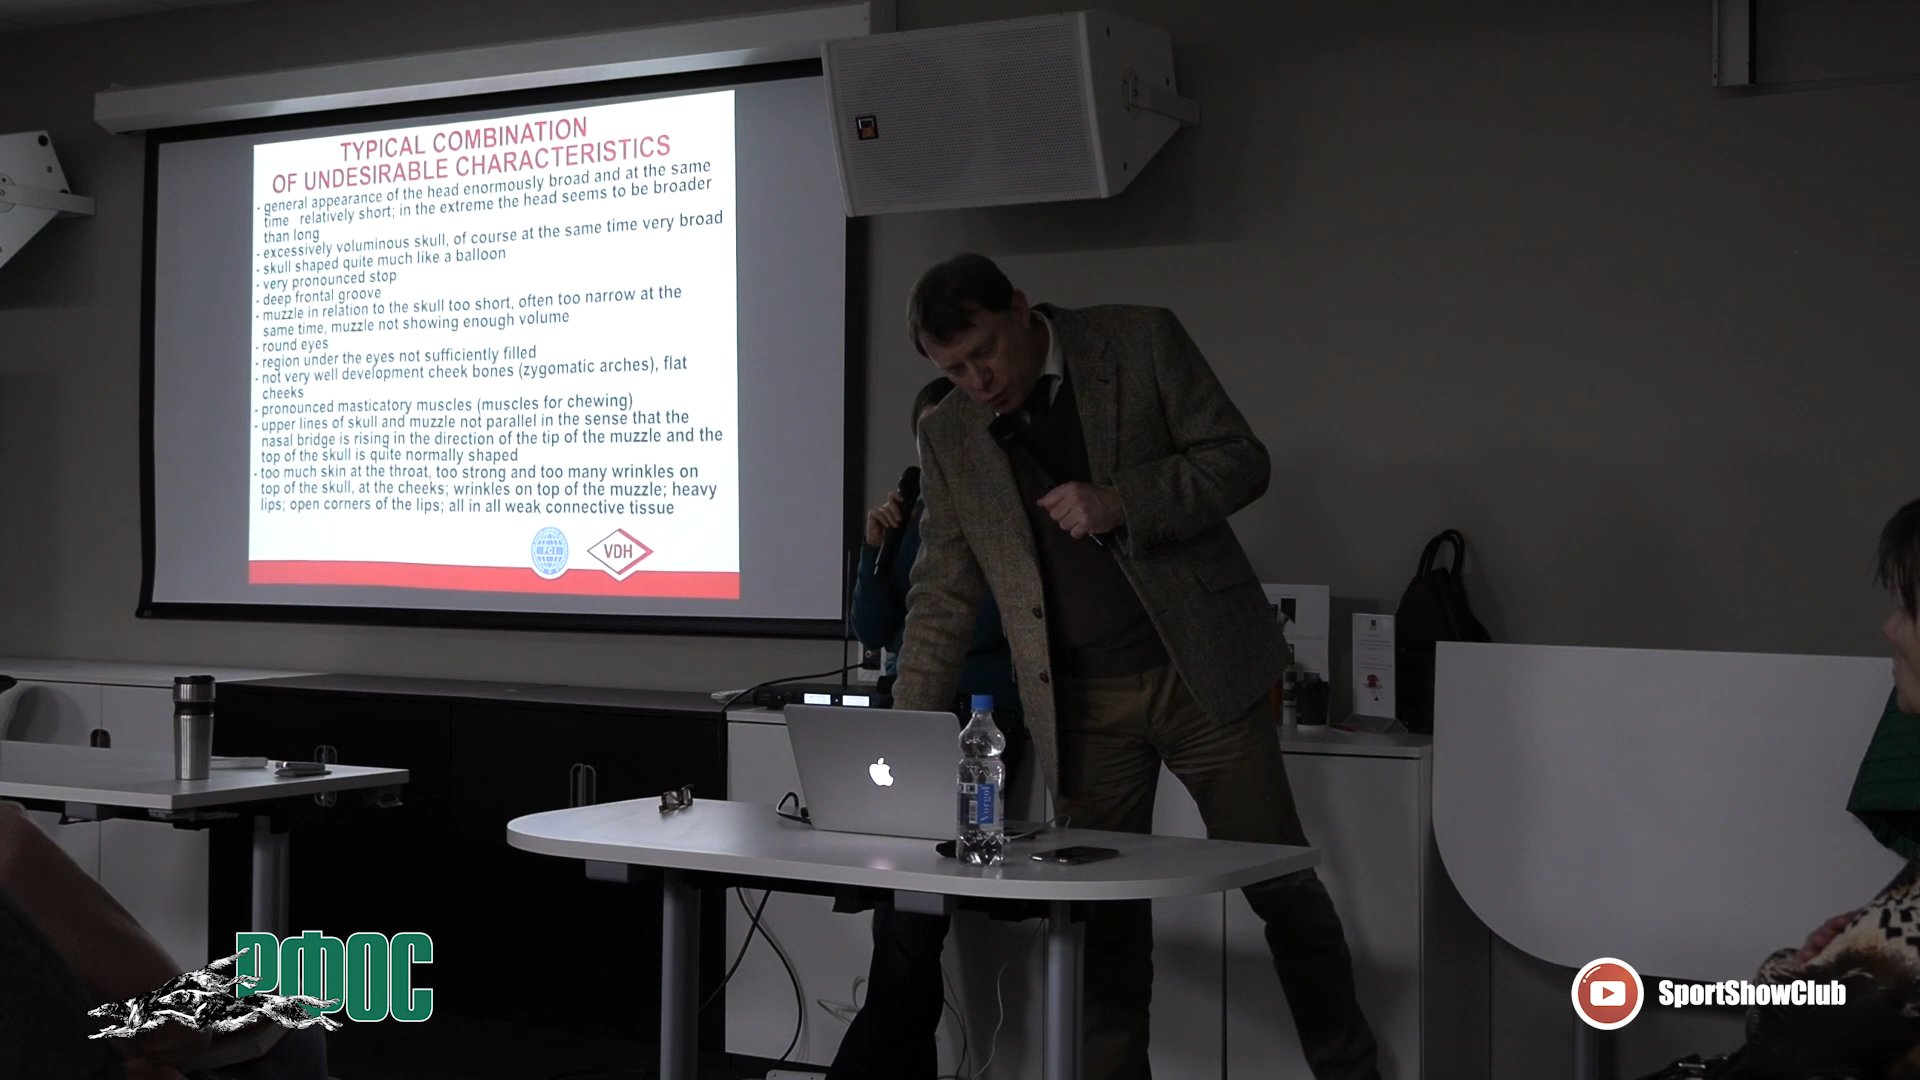 TYPICAL COMBINATION
OF UNDESIRABLE CHARACTERISTICS
- general appearance of the head enormously broad and at the same
time relatively short; in the extreme the head seems to be broader
than long
- excessively voluminous skull, of course at the same time very broad
- skull shaped quite much like a balloon
- very pronounced stop
- deep frontal groove
- muzzle in relation to the skull too short, often too narrow at the
same time, muzzle not showing enough volume
- round eyes
- region under the eyes not sufficiently filled
- not very well development cheek bones (zygomatic arches), flat
cheeks
- pronounced masticatory muscles (muscles for chewing)
- upper lines of skull and muzzle not parallel in the sense that the
nasal bridge is rising in the direction of the tip of the muzzle and the
top of the skull is quite normally shaped
- too much skin at the throat, too strong and too many wrinkles on
top of the skull, at the cheeks; wrinkles on top of the muzzle; heavy
lips; open corners of the lips; all in all weak connective tissue
FCI
VDH
Vorgol
РФОС
SportShowClub